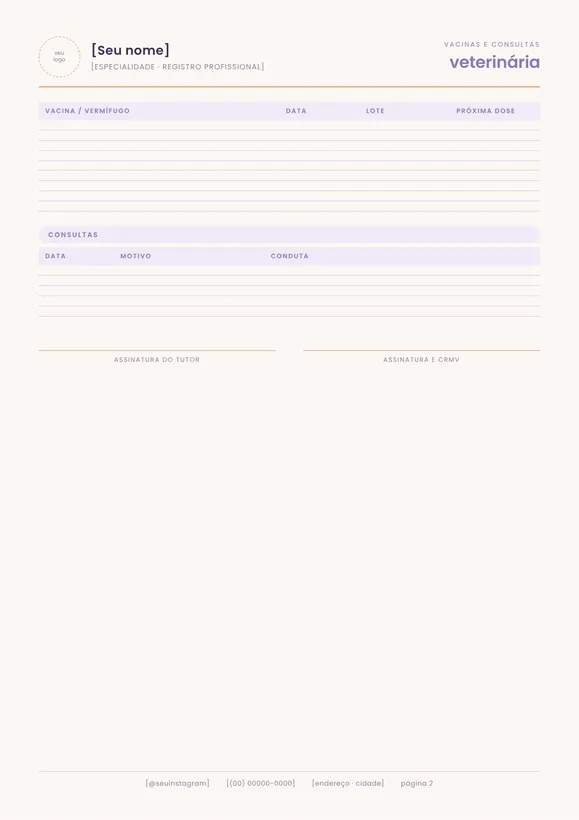 seu
logo
[Seu nome]
[ESPECIALIDADE · REGISTRO PROFISSIONAL]
VACINAS E CONSULTAS
veterinária
VACINA / VERMÍFUGO DATA LOTE PRÓXIMA DOSE
CONSULTAS
DATA MOTIVO CONDUTA
ASSINATURA DO TUTOR ASSINATURA E CRMV
[@seuinstagram] [(00) 00000-0000] [endereço · cidade] página 2